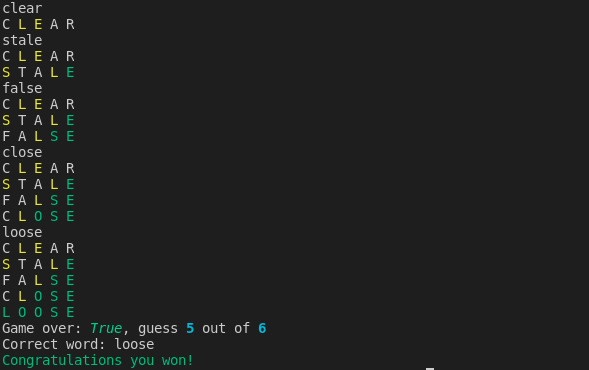 clear
C L E A R
stale
C L E A R
S T A L E
false
C L E A R
S T A L E
F A L S E
close
C L E A R
S T A L E
F A L S E
C L O S E
loose
C L E A R
S T A L E
F A L S E
C L O S E
L O O S E
Game over: True, guess 5 out of 6
Correct word: loose
Congratulations you won!